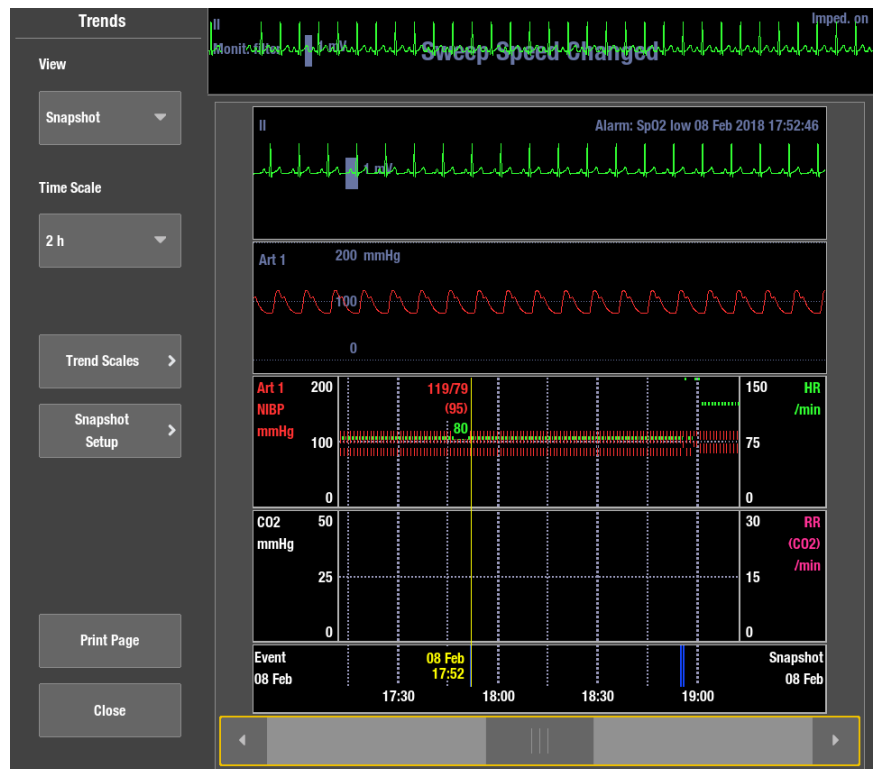 Trends
View
Snapshot
Time Scale
2 h
Trend Scales
Snapshot
Setup
Print Page
Close
II
Imped. on
Monit. filter 1 mV
Sweep Speed Changed
II
Alarm: SpO2 low 08 Feb 2018 17:52:46
1 mV
Art 1
200 mmHg
100
0
Art 1 200 119/79 150 HR
NIBP (95) /min
mmHg 80
100 75
0 0
CO2 50 30 RR
mmHg (CO2)
/min
25 15
0 0
Event 08 Feb Snapshot
08 Feb 17:52 08 Feb
17:30 18:00 18:30 19:00